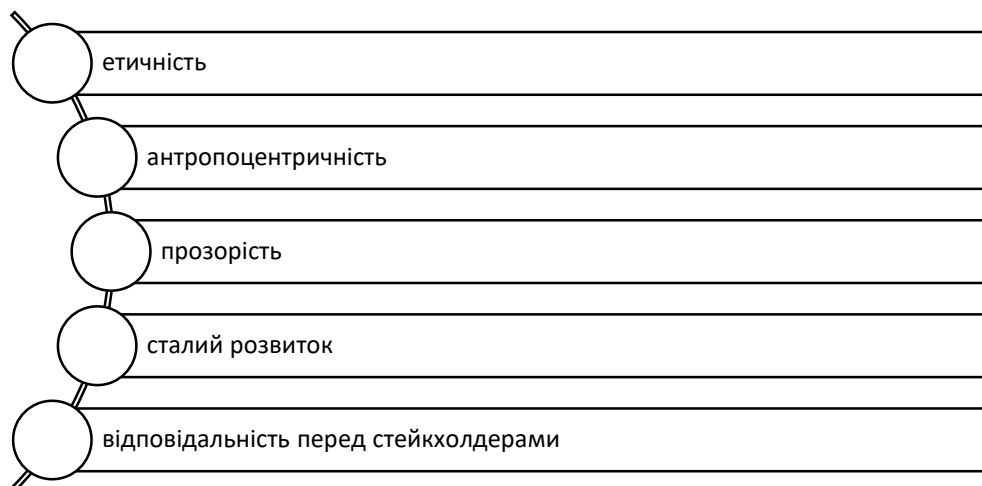 етичність
антропоцентричність
прозорість
сталий розвиток
відповідальність перед стейкхолдерами